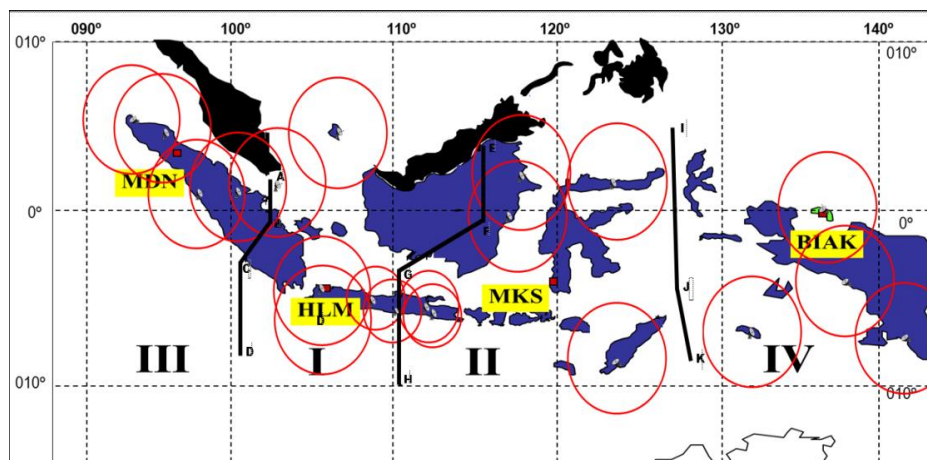 090º 100º 110º 120º 130º 140º
010º 010º
I
E
MDN
A
B
0º 0º
F
BIAK
C
G
MKS
J
HLM
D
III I II IV
D
K
H
010º 010º